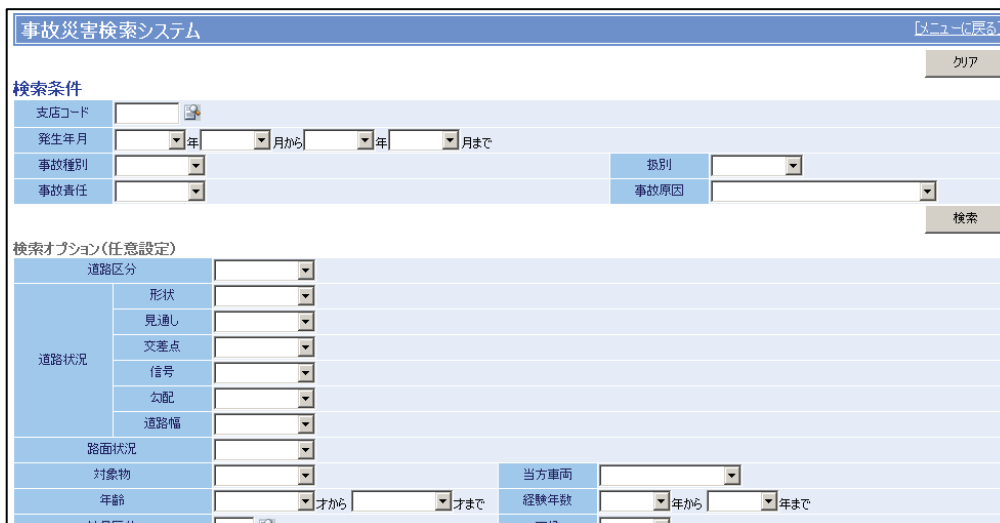 事故災害検索システム [メニューに戻る]
クリア
検索条件
支店コード
発生年月 年 月から 年 月まで
事故種別 扱別
事故責任 事故原因
検索
検索オプション(任意設定)
道路区分
道路状況 形状
見通し
交差点
信号
勾配
道路幅
路面状況
対象物 当方車両
年齢 才から 才まで 経験年数 年から 年まで